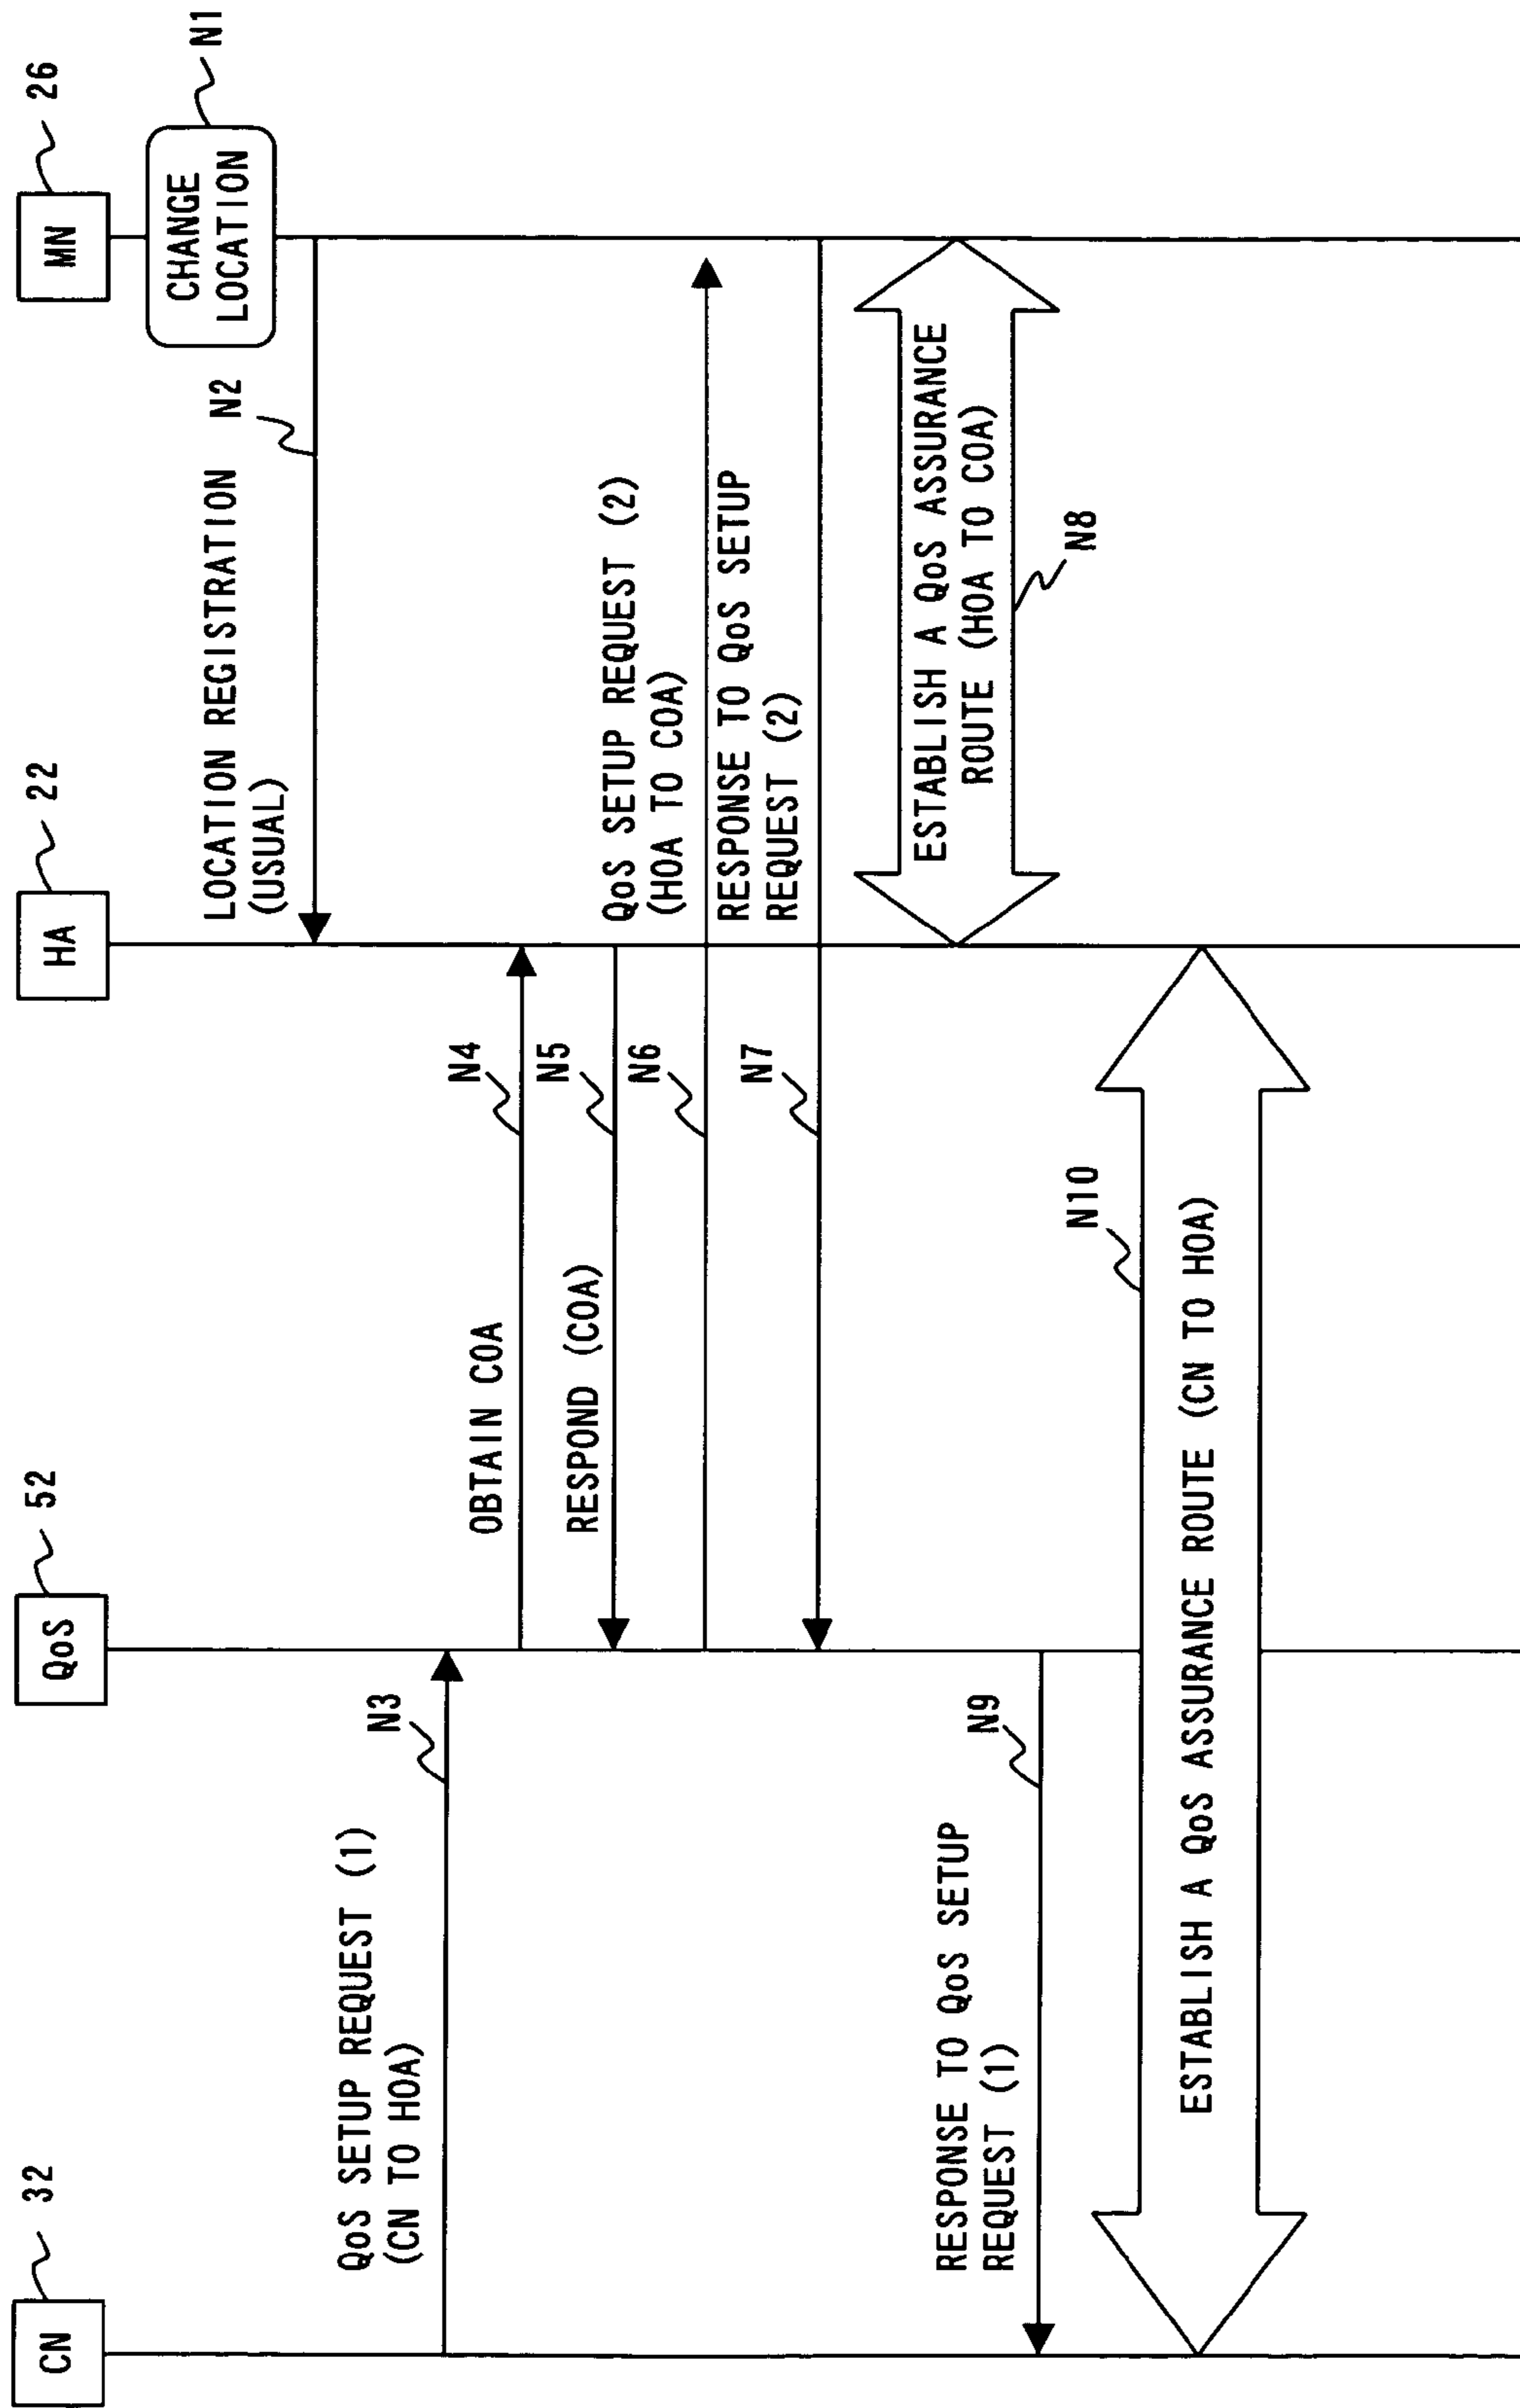 CN
32
QoS
52
HA
22
MN
26
CHANGE
LOCATION
N1
LOCATION REGISTRATION
(USUAL)
N2
QoS SETUP REQUEST (1)
(CN TO HOA)
N3
OBTAIN COA
N4
RESPOND (COA)
N5
QoS SETUP REQUEST (2)
(HOA TO COA)
N6
RESPONSE TO QoS SETUP
REQUEST (2)
N7
ESTABLISH A QoS ASSURANCE
ROUTE (HOA TO COA)
N8
RESPONSE TO QoS SETUP
REQUEST (1)
N9
N10
ESTABLISH A QoS ASSURANCE ROUTE (CN TO HOA)